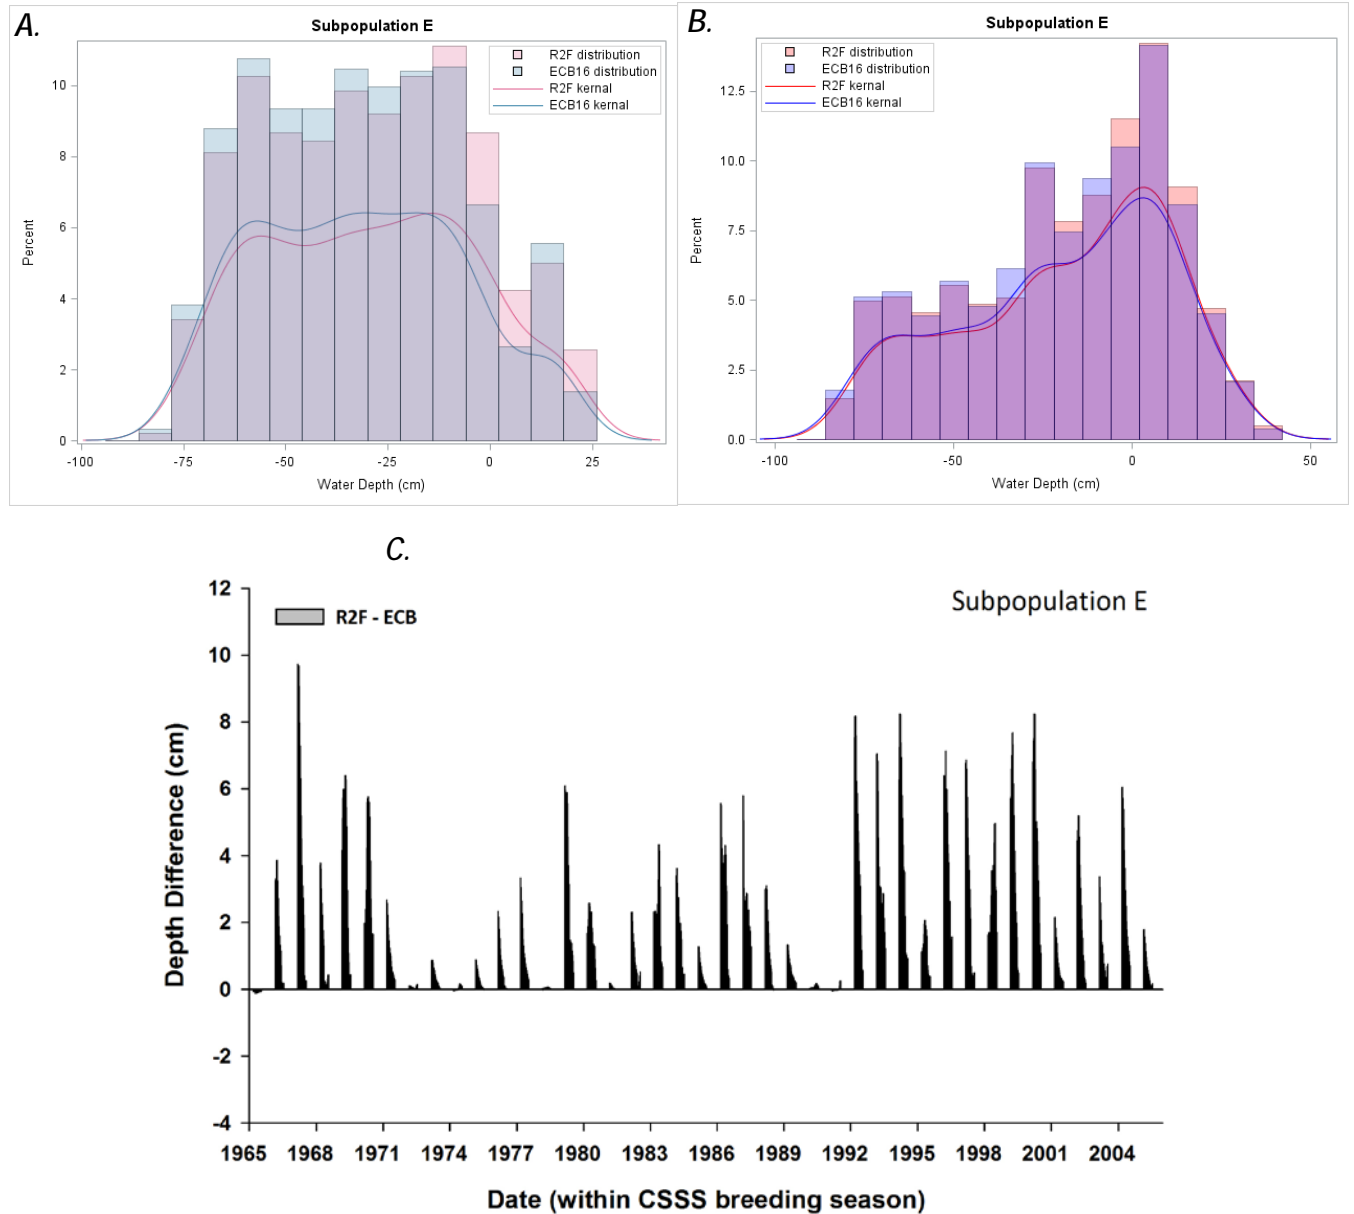 A.
Subpopulation E
R2F distribution
ECB16 distribution
R2F kernal
ECB16 kernal
10
8
6
4
2
0
Percent
-100
-75
-50
-25
0
25
Water Depth (cm)
B.
Subpopulation E
R2F distribution
ECB16 distribution
R2F kernal
ECB16 kernal
12.5
10.0
7.5
5.0
2.5
0.0
Percent
-100
-50
0
50
Water Depth (cm)
C.
Subpopulation E
R2F - ECB
12
10
8
6
4
2
0
-2
-4
Depth Difference (cm)
1965
1968
1971
1974
1977
1980
1983
1986
1989
1992
1995
1998
2001
2004
Date (within CSSS breeding season)